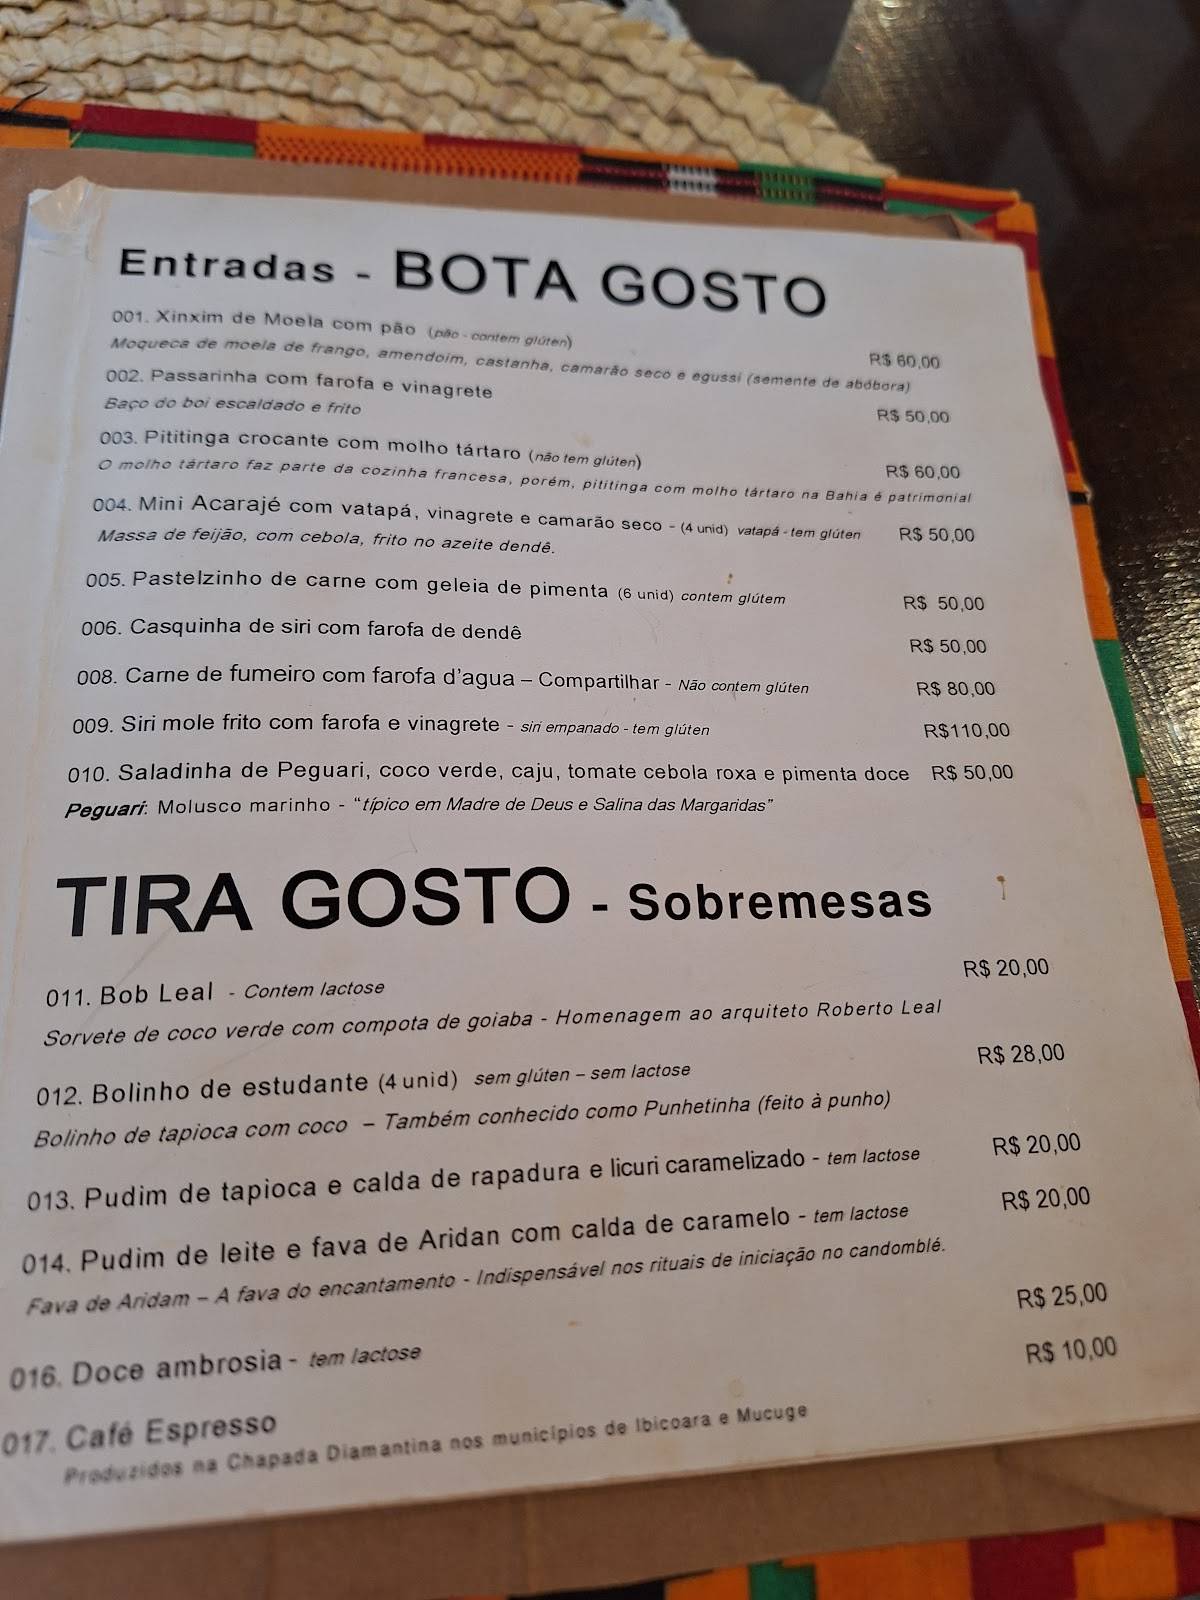 Entradas - BOTA GOSTO
001. Xinxim de Moela com pão (pão - contem glúten) R$ 60,00
Moqueca de moela de frango, amendoim, castanha, camarão seco e egussi (semente de abóbora)
002. Passarinha com farofa e vinagrete R$ 50,00
Baço do boi escaldado e frito
003. Pititinga crocante com molho tártaro (não tem glúten) R$ 60,00
O molho tártaro faz parte da cozinha francesa, porém, pititinga com molho tártaro na Bahia é patrimonial
004. Mini Acarajé com vatapá, vinagrete e camarão seco - (4 unid) vatapá - tem glúten R$ 50,00
Massa de feijão, com cebola, frito no azeite dendê.
005. Pastelzinho de carne com geleia de pimenta (6 unid) contem glútem R$ 50,00
006. Casquinha de siri com farofa de dendê R$ 50,00
008. Carne de fumeiro com farofa d'agua – Compartilhar - Não contem glúten R$ 80,00
009. Siri mole frito com farofa e vinagrete - siri empanado - tem glúten R$110,00
010. Saladinha de Peguari, coco verde, caju, tomate cebola roxa e pimenta doce R$ 50,00
Peguari: Molusco marinho - “típico em Madre de Deus e Salina das Margaridas”
TIRA GOSTO - Sobremesas
011. Bob Leal - Contem lactose R$ 20,00
Sorvete de coco verde com compota de goiaba - Homenagem ao arquiteto Roberto Leal
012. Bolinho de estudante (4 unid) sem glúten – sem lactose R$ 28,00
Bolinho de tapioca com coco – Também conhecido como Punhetinha (feito à punho)
013. Pudim de tapioca e calda de rapadura e licuri caramelizado - tem lactose R$ 20,00
014. Pudim de leite e fava de Aridan com calda de caramelo - tem lactose R$ 20,00
Fava de Aridam – A fava do encantamento - Indispensável nos rituais de iniciação no candomblé.
016. Doce ambrosia - tem lactose R$ 25,00
017. Café Espresso R$ 10,00
Produzidos na Chapada Diamantina nos municípios de Ibicoara e Mucuge